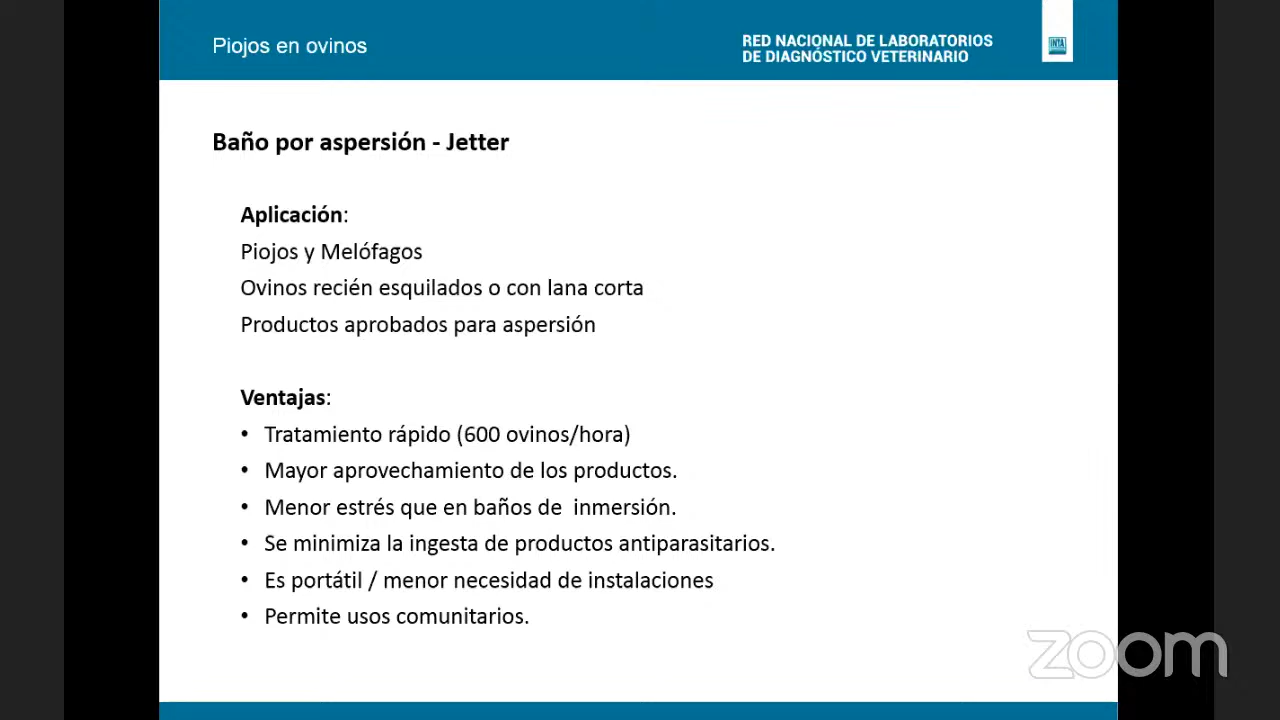 Piojos en ovinos
RED NACIONAL DE LABORATORIOS
DE DIAGNÓSTICO VETERINARIO
INTA
Baño por aspersión - Jetter
Aplicación:
Piojos y Melófagos
Ovinos recién esquilados o con lana corta
Productos aprobados para aspersión
Ventajas:
• Tratamiento rápido (600 ovinos/hora)
• Mayor aprovechamiento de los productos.
• Menor estrés que en baños de  inmersión.
• Se minimiza la ingesta de productos antiparasitarios.
• Es portátil / menor necesidad de instalaciones
• Permite usos comunitarios.
zoom